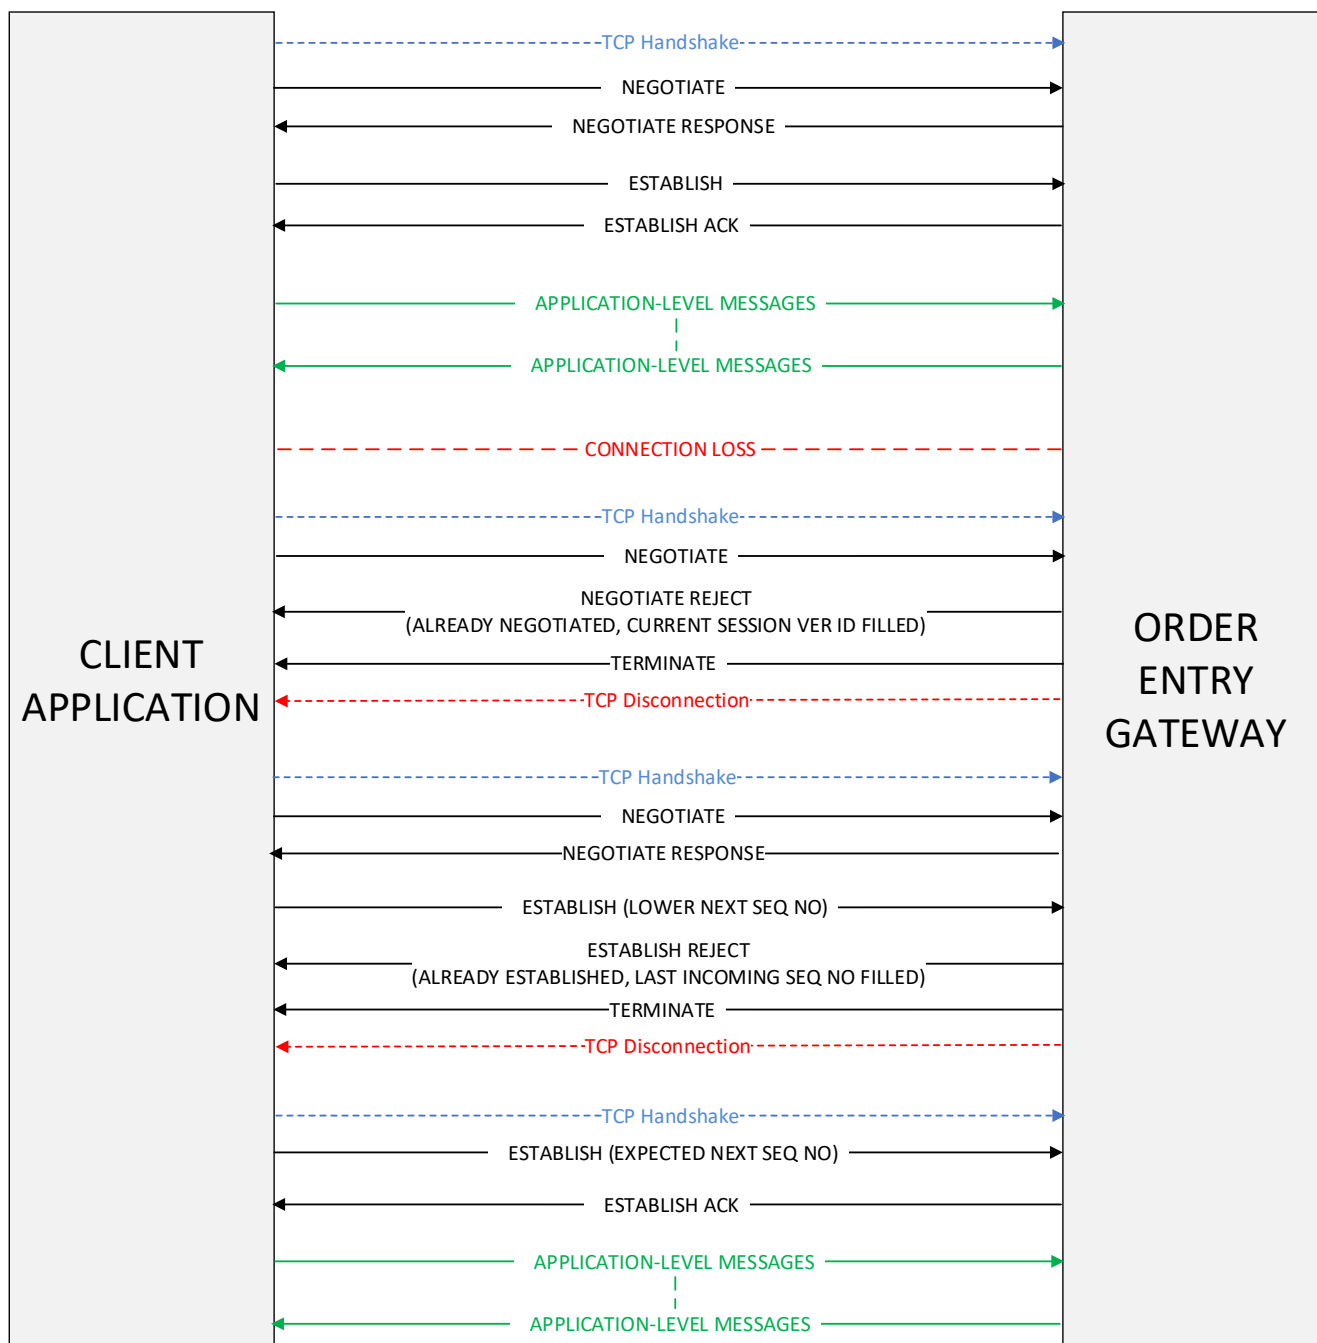 TCP Handshake
NEGOTIATE
NEGOTIATE RESPONSE
ESTABLISH
ESTABLISH ACK
APPLICATION-LEVEL MESSAGES
APPLICATION-LEVEL MESSAGES
CONNECTION LOSS
TCP Handshake
NEGOTIATE
NEGOTIATE REJECT
(ALREADY NEGOTIATED, CURRENT SESSION VER ID FILLED)
TERMINATE
TCP Disconnection
TCP Handshake
NEGOTIATE
NEGOTIATE RESPONSE
ESTABLISH (LOWER NEXT SEQ NO)
ESTABLISH REJECT
(ALREADY ESTABLISHED, LAST INCOMING SEQ NO FILLED)
TERMINATE
TCP Disconnection
TCP Handshake
ESTABLISH (EXPECTED NEXT SEQ NO)
ESTABLISH ACK
APPLICATION-LEVEL MESSAGES
APPLICATION-LEVEL MESSAGES
CLIENT
APPLICATION
ORDER
ENTRY
GATEWAY